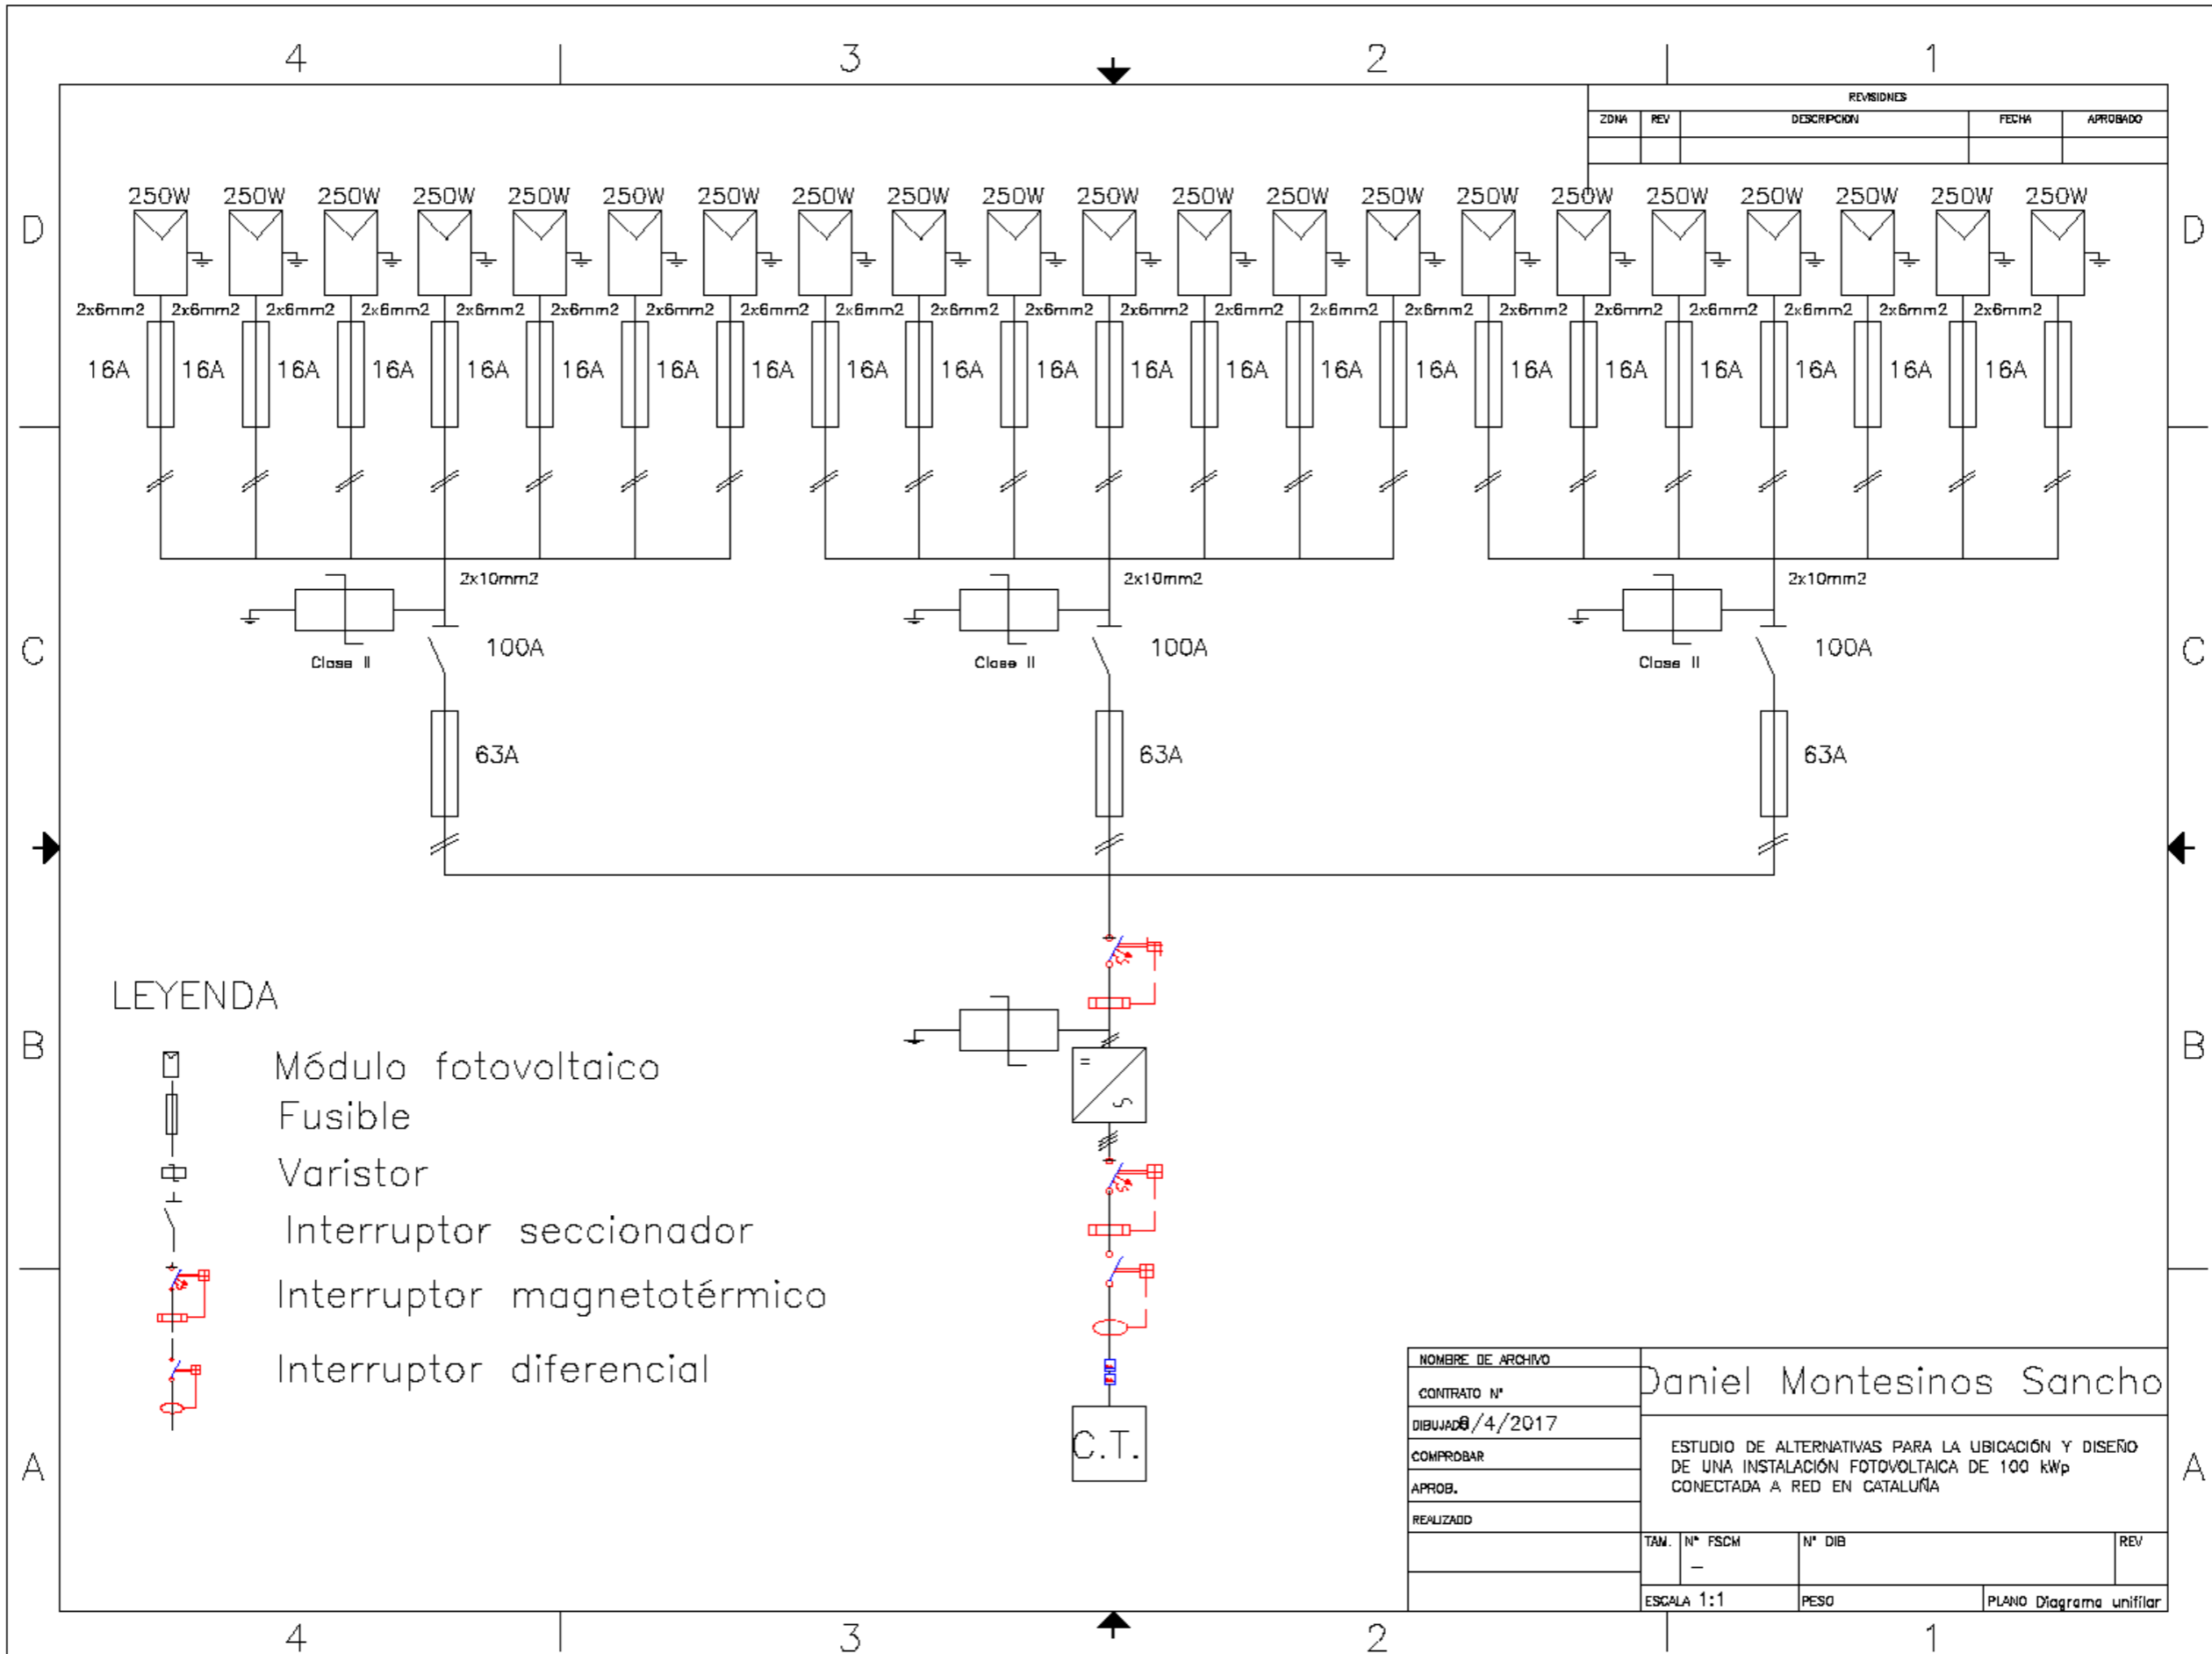 4 3 2 1
REVISIONES
ZONA REV DESCRIPCION FECHA APROBADO
250W 250W 250W 250W 250W 250W 250W 250W 250W 250W 250W 250W 250W 250W 250W 250W 250W 250W 250W 250W 250W
D D
2x6mm2 2x6mm2 2x6mm2 2x6mm2 2x6mm2 2x6mm2 2x6mm2 2x6mm2 2x6mm2 2x6mm2 2x6mm2 2x6mm2 2x6mm2 2x6mm2 2x6mm2 2x6mm2 2x6mm2 2x6mm2 2x6mm2 2x6mm2 2x6mm2
16A 16A 16A 16A 16A 16A 16A 16A 16A 16A 16A 16A 16A 16A 16A 16A 16A 16A 16A 16A 16A
2x10mm2 2x10mm2 2x10mm2
C 100A 100A 100A C
Clase II Clase II Clase II
63A 63A 63A
LEYENDA
B B
Módulo fotovoltaico
Fusible
Varistor
Interruptor seccionador
Interruptor magnetotérmico
Interruptor diferencial
C.T.
A A
NOMBRE DE ARCHIVO
CONTRATO N°
DIBUJADO /4/2017
COMPROBAR
APROB.
REALIZADO
Daniel Montesinos Sancho
ESTUDIO DE ALTERNATIVAS PARA LA UBICACIÓN Y DISEÑO
DE UNA INSTALACIÓN FOTOVOLTAICA DE 100 kWp
CONECTADA A RED EN CATALUÑA
TAM. N° FSCM N° DIB REV
–
ESCALA 1:1 PESO PLANO Diagrama unifilar
4 3 2 1